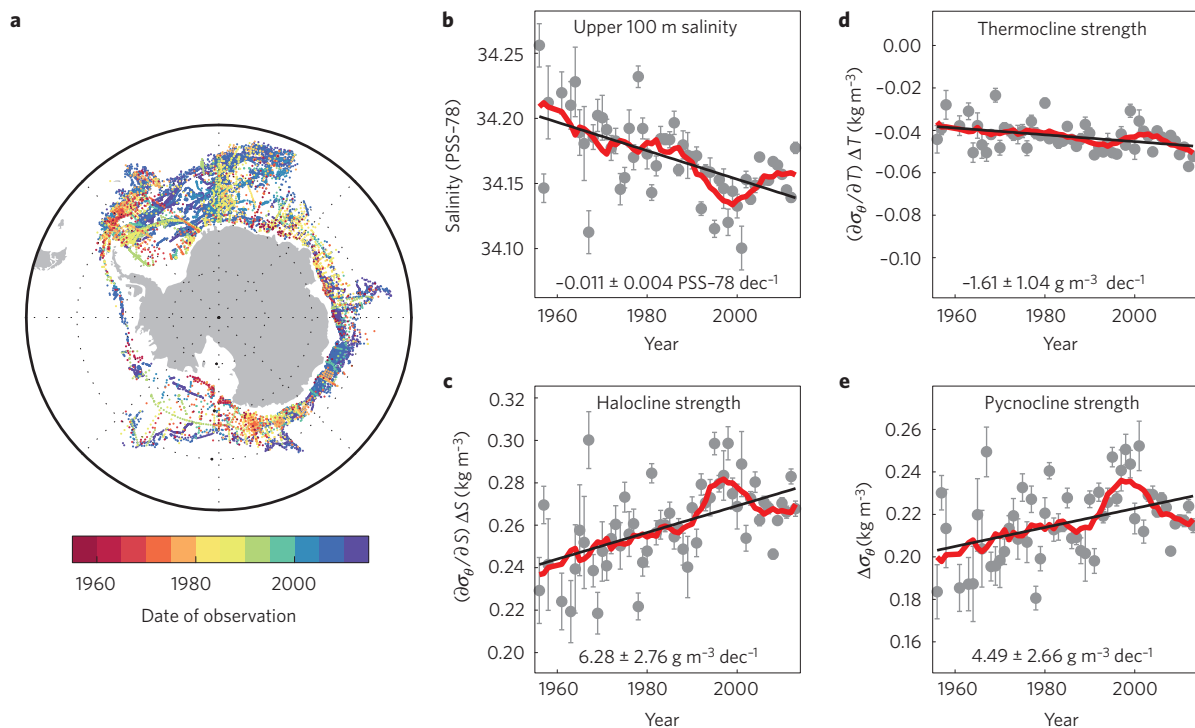 a
1960 1980 2000
Date of observation
b
Upper 100 m salinity
Salinity (PSS–78)
34.25
34.20
34.15
34.10
−0.011 ± 0.004 PSS–78 dec⁻¹
1960 1980 2000
Year
c
Halocline strength
(∂σθ/∂S) ΔS (kg m⁻³)
0.32
0.30
0.28
0.26
0.24
0.22
0.20
6.28 ± 2.76 g m⁻³ dec⁻¹
1960 1980 2000
Year
d
Thermocline strength
(∂σθ/∂T) ΔT (kg m⁻³)
0.00
−0.02
−0.04
−0.06
−0.08
−0.10
−1.61 ± 1.04 g m⁻³ dec⁻¹
1960 1980 2000
Year
e
Pycnocline strength
Δσθ (kg m⁻³)
0.26
0.24
0.22
0.20
0.18
0.16
4.49 ± 2.66 g m⁻³ dec⁻¹
1960 1980 2000
Year